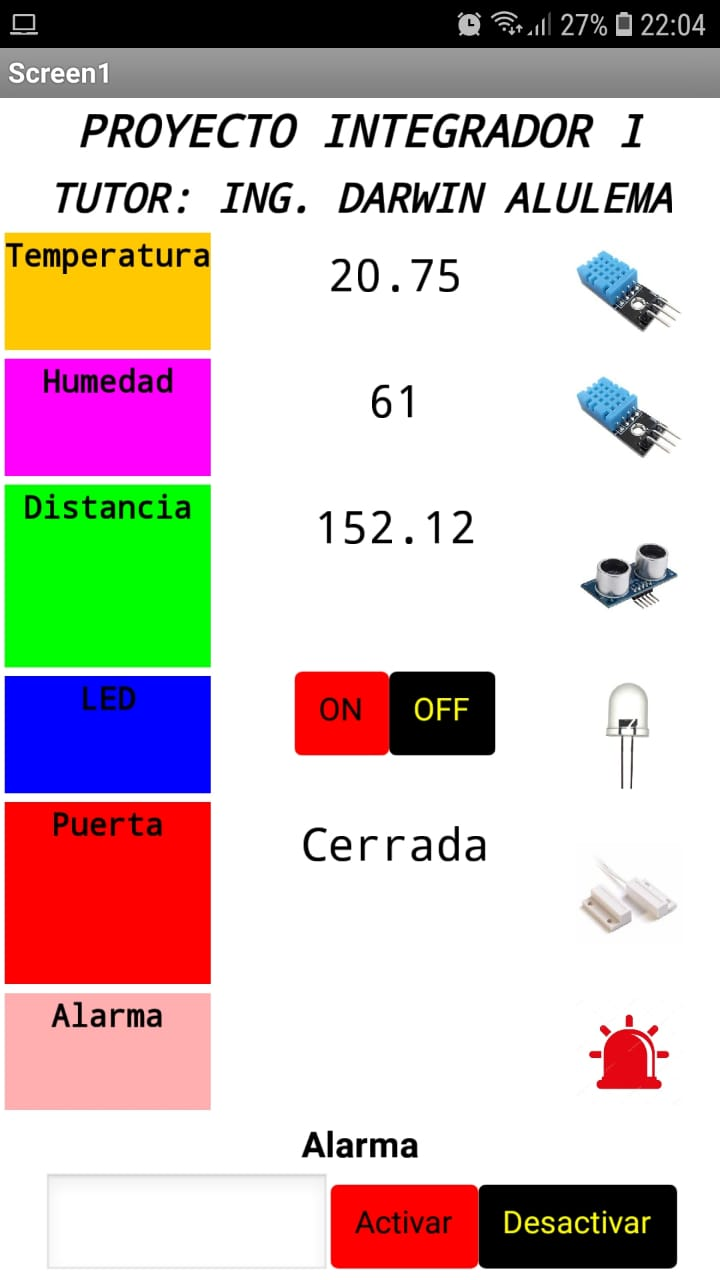 27% 22:04
Screen1
PROYECTO INTEGRADOR I
TUTOR: ING. DARWIN ALULEMA
Temperatura 20.75
Humedad 61
Distancia 152.12
LED ON OFF
Puerta Cerrada
Alarma
Alarma
Activar Desactivar